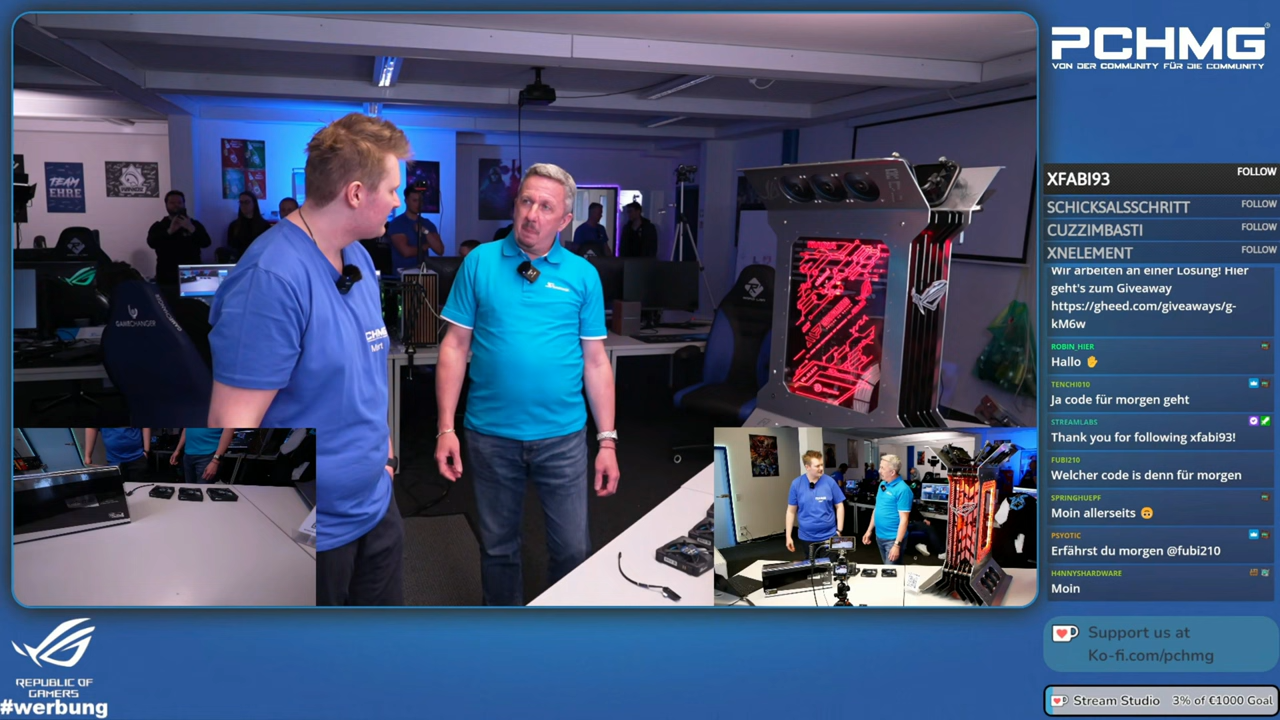 PCHMG
VON DER COMMUNITY FÜR DIE COMMUNITY
TEAM
EHRE
GAMECHANGER
PCHMG
XFABI93 FOLLOW
SCHICKSALSSCHRITT FOLLOW
CUZZIMBASTI FOLLOW
XNELEMENT FOLLOW
Wir arbeiten an einer Lösung! Hier
geht's zum Giveaway
https://gheed.com/giveaways/g-
kM6w
ROBIN_HIER
Hallo ✋
TENCHI010
Ja code für morgen geht
STREAMLABS
Thank you for following xfabi93!
FUBI210
Welcher code is denn für morgen
SPRINGHUEPF
Moin allerseits 🙃
PSYOTIC
Erfährst du morgen @fubi210
H4NNYSHARDWARE
Moin
Support us at
Ko-fi.com/pchmg
Stream Studio 3% of €1000 Goal
REPUBLIC OF
GAMERS
#werbung